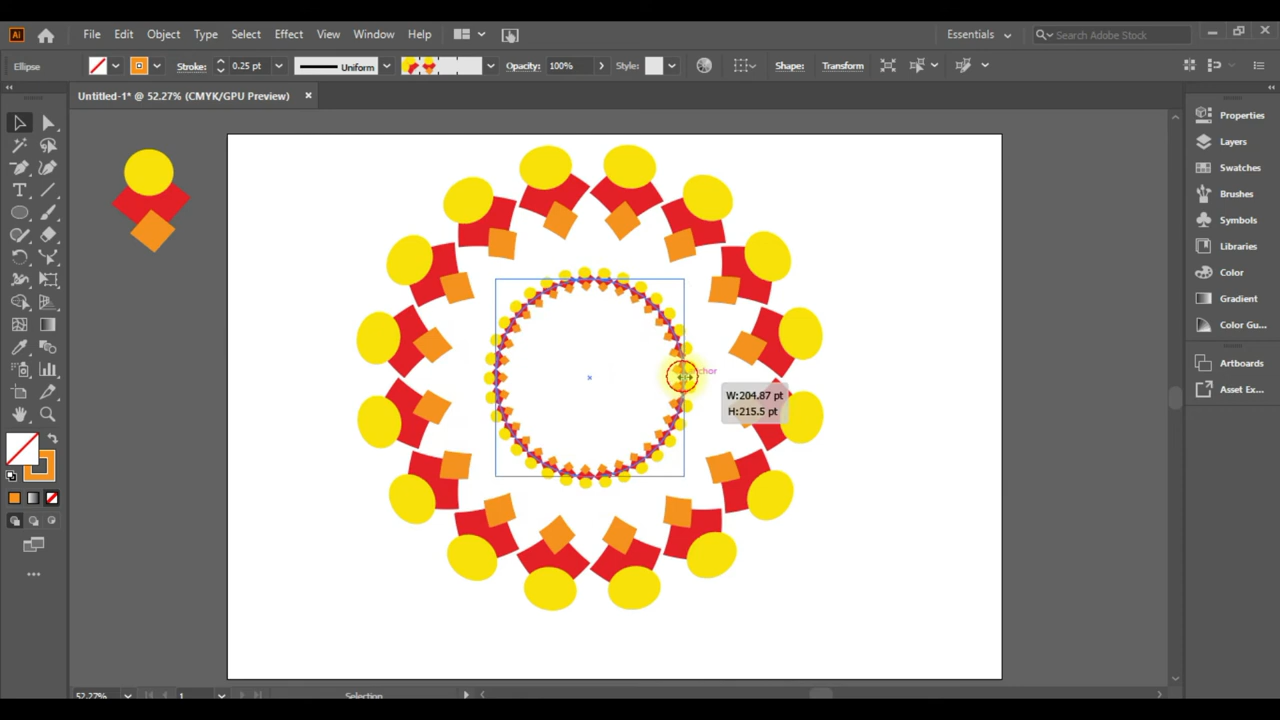 Ai
File Edit Object Type Select Effect View Window Help
Essentials
Search Adobe Stock
Ellipse
Stroke: 0.25 pt
Uniform
Opacity: 100%
Style:
Shape:
Transform
Untitled-1* @ 52.27% (CMYK/GPU Preview)
Properties
Layers
Swatches
Brushes
Symbols
Libraries
Color
Gradient
Color Gu...
Artboards
Asset Ex...
W:204.87 pt
H:215.5 pt
52.27%
1
Selection